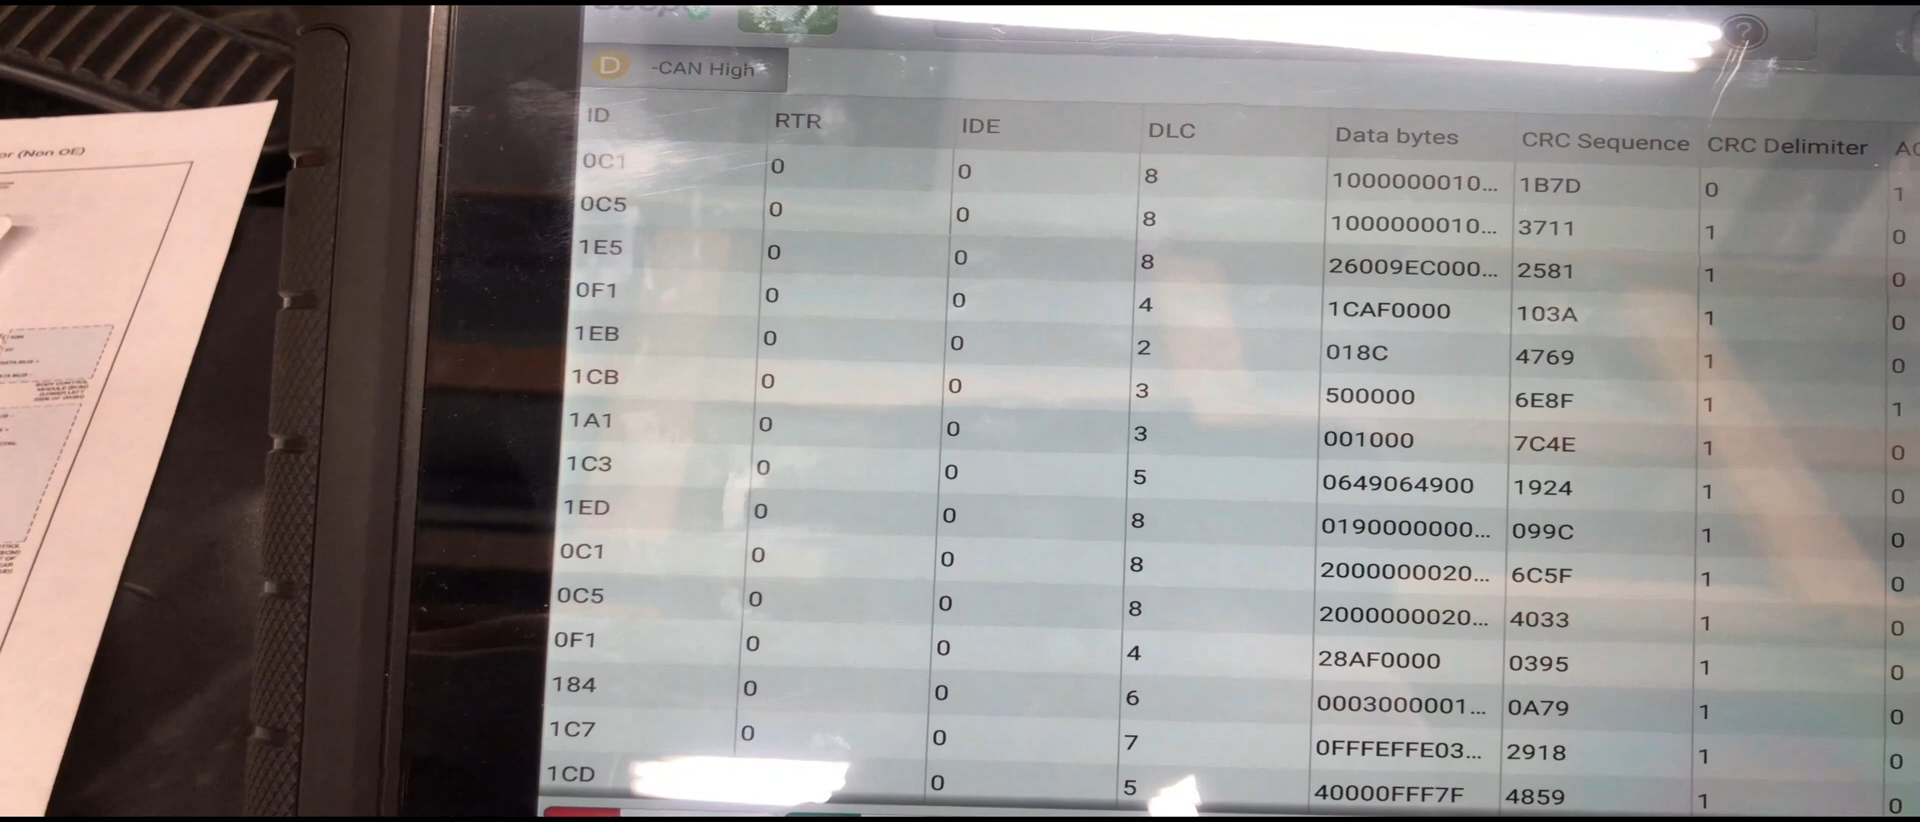 or (Non OE)
D -CAN High
?
ID RTR IDE DLC Data bytes CRC Sequence CRC Delimiter AC
0C1 0 0 8 1000000010... 1B7D 0 1
0C5 0 0 8 1000000010... 3711 1 0
1E5 0 0 8 26009EC000... 2581 1 0
0F1 0 0 4 1CAF0000 103A 1 0
1EB 0 0 2 018C 4769 1 0
1CB 0 0 3 500000 6E8F 1 1
1A1 0 0 3 001000 7C4E 1 0
1C3 0 0 5 0649064900 1924 1 0
1ED 0 0 8 0190000000... 099C 1 0
0C1 0 0 8 2000000020... 6C5F 1 0
0C5 0 0 8 2000000020... 4033 1 0
0F1 0 0 4 28AF0000 0395 1 0
184 0 0 6 0003000001... 0A79 1 0
1C7 0 0 7 0FFFEFFE03... 2918 1 0
1CD 0 5 40000FFF7F 4859 1 0